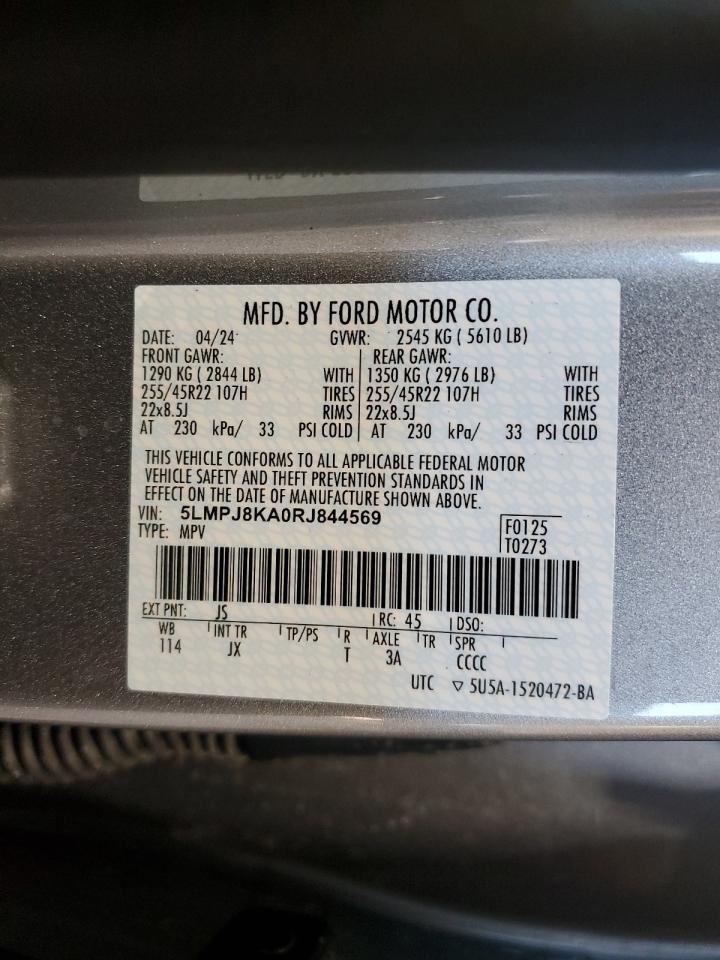 MFD. BY FORD MOTOR CO.
DATE: 04/24 GVWR: 2545 KG ( 5610 LB)
FRONT GAWR: REAR GAWR:
1290 KG ( 2844 LB) WITH 1350 KG ( 2976 LB) WITH
255/45R22 107H TIRES 255/45R22 107H TIRES
22x8.5J RIMS 22x8.5J RIMS
AT 230 kPa/ 33 PSI COLD AT 230 kPa/ 33 PSI COLD
THIS VEHICLE CONFORMS TO ALL APPLICABLE FEDERAL MOTOR
VEHICLE SAFETY AND THEFT PREVENTION STANDARDS IN
EFFECT ON THE DATE OF MANUFACTURE SHOWN ABOVE.
VIN: 5LMPJ8KA0RJ844569 F0125
TYPE: MPV T0273
EXT PNT: JS RC: 45 DSO:
WB INT TR TP/PS R AXLE TR SPR
114 JX T 3A CCCC
UTC ▽ 5U5A-1520472-BA